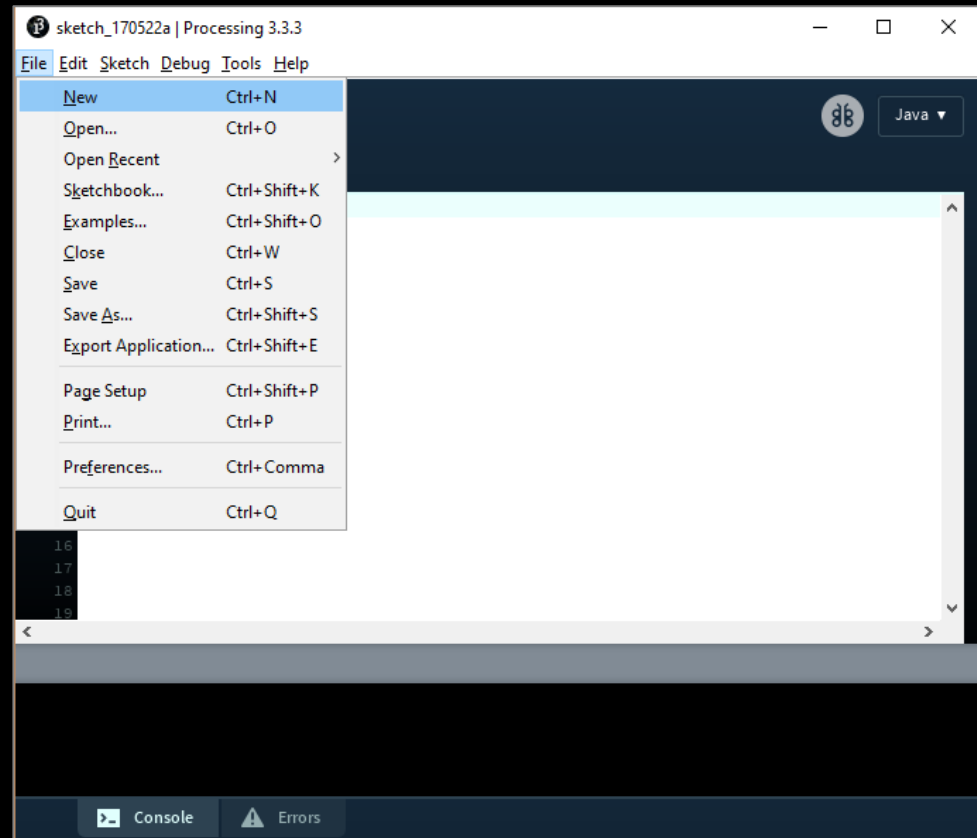 sketch_170522a | Processing 3.3.3
File Edit Sketch Debug Tools Help
New Ctrl+N
Java ▾
Open... Ctrl+O
Open Recent >
Sketchbook... Ctrl+Shift+K
Examples... Ctrl+Shift+O
Close Ctrl+W
Save Ctrl+S
Save As... Ctrl+Shift+S
Export Application... Ctrl+Shift+E
Page Setup Ctrl+Shift+P
Print... Ctrl+P
Preferences... Ctrl+Comma
Quit Ctrl+Q
16
17
18
19
Console Errors